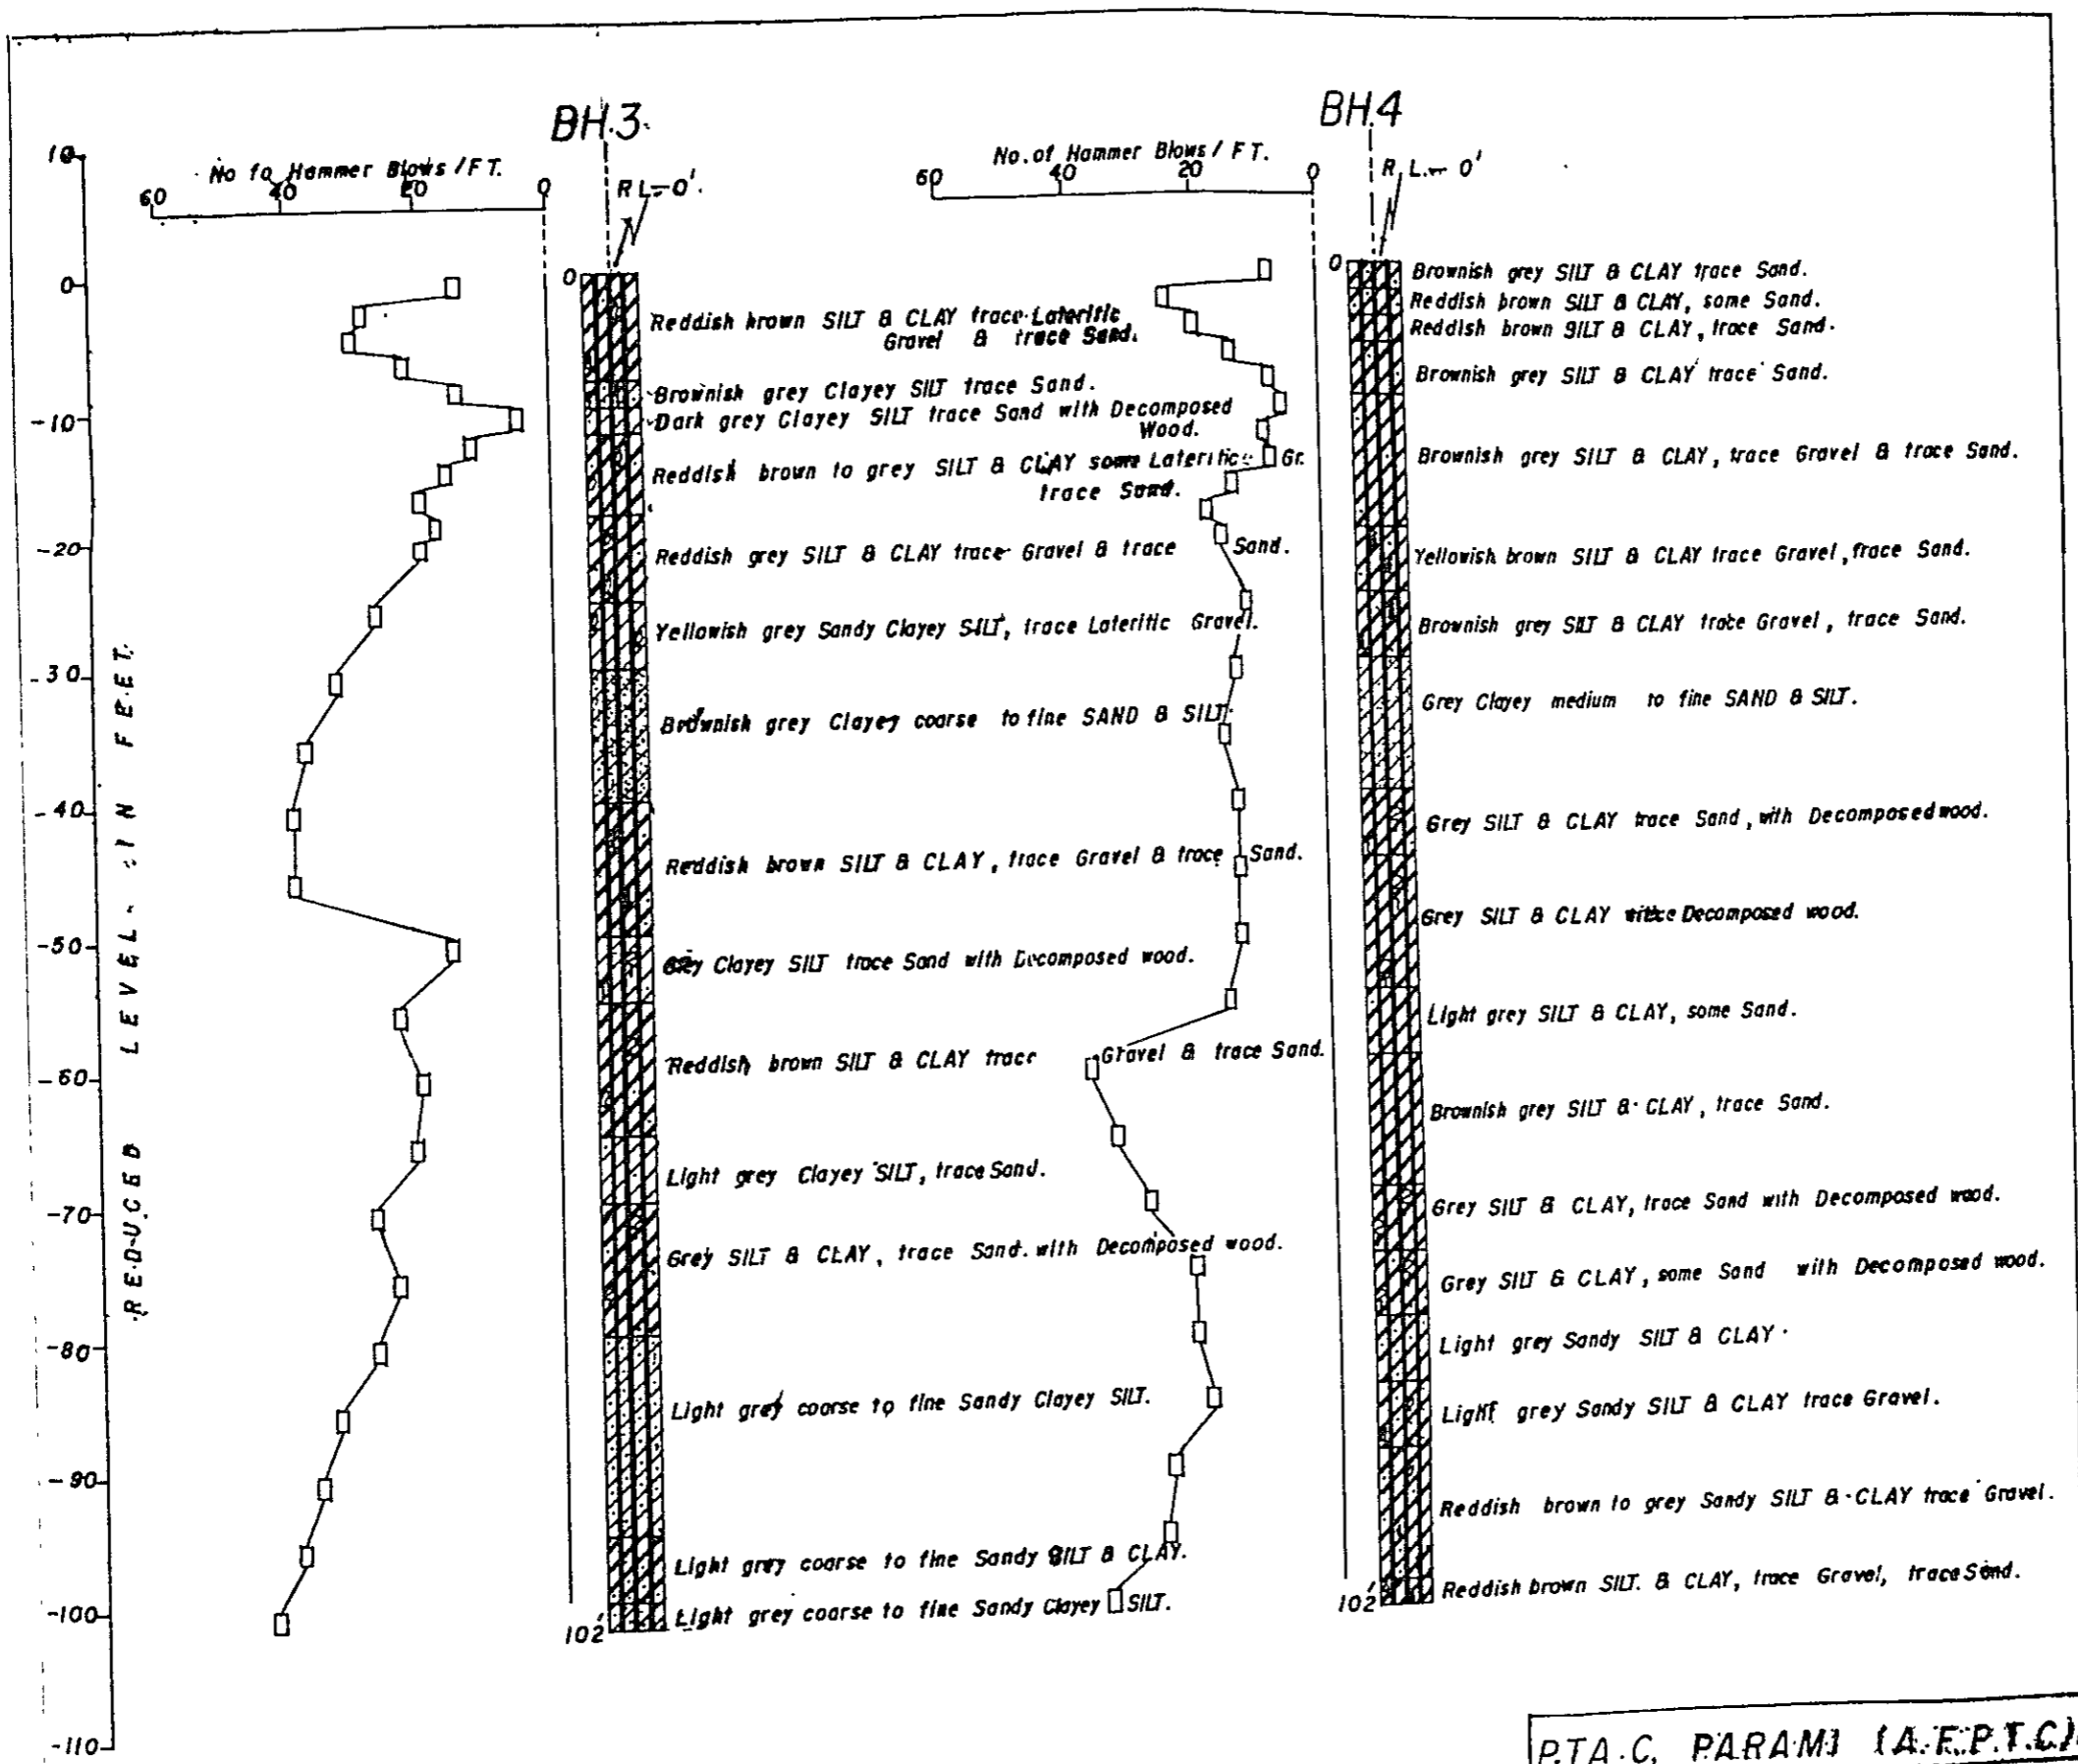 BH.3
BH.4
No fo Hammer Blows / FT.
60 40 20 0
R L=0'.
No. of Hammer Blows / FT.
60 40 20 0
R.L.= 0'
REDUCED LEVEL IN FEET.
10
0
-10
-20
-30
-40
-50
-60
-70
-80
-90
-100
-110
0
Reddish brown SILT & CLAY trace Lateritic
Gravel & trace Sand.
Brownish grey Clayey SILT trace Sand.
Dark grey Clayey SILT trace Sand with Decomposed
Wood.
Reddish brown to grey SILT & CLAY some Lateritic Gr.
trace Sand.
Reddish grey SILT & CLAY trace Gravel & trace Sand.
Yellowish grey Sandy Clayey SILT, trace Lateritic Gravel.
Brownish grey Clayey coarse to fine SAND & SILT
Reddish brown SILT & CLAY, trace Gravel & trace Sand.
Grey Clayey SILT trace Sand with Decomposed wood.
Reddish brown SILT & CLAY trace Gravel & trace Sand.
Light grey Clayey SILT, trace Sand.
Grey SILT & CLAY, trace Sand. with Decomposed wood.
Light grey coarse to fine Sandy Clayey SILT.
Light grey coarse to fine Sandy SILT & CLAY.
Light grey coarse to fine Sandy Clayey SILT.
102'
0
Brownish grey SILT & CLAY trace Sand.
Reddish brown SILT & CLAY, some Sand.
Reddish brown SILT & CLAY, trace Sand.
Brownish grey SILT & CLAY trace Sand.
Brownish grey SILT & CLAY, trace Gravel & trace Sand.
Yellowish brown SILT & CLAY trace Gravel, trace Sand.
Brownish grey SILT & CLAY trace Gravel, trace Sand.
Grey Clayey medium to fine SAND & SILT.
Grey SILT & CLAY trace Sand, with Decomposed wood.
Grey SILT & CLAY Decomposed wood.
Light grey SILT & CLAY, some Sand.
Brownish grey SILT & CLAY, trace Sand.
Grey SILT & CLAY, trace Sand with Decomposed wood.
Grey SILT & CLAY, some Sand with Decomposed wood.
Light grey Sandy SILT & CLAY.
Light grey Sandy SILT & CLAY trace Gravel.
Reddish brown to grey Sandy SILT & CLAY trace Gravel.
Reddish brown SILT. & CLAY, trace Gravel, trace Sand.
102'
P.T.A.C. PARAMI (A.E.P.T.C).